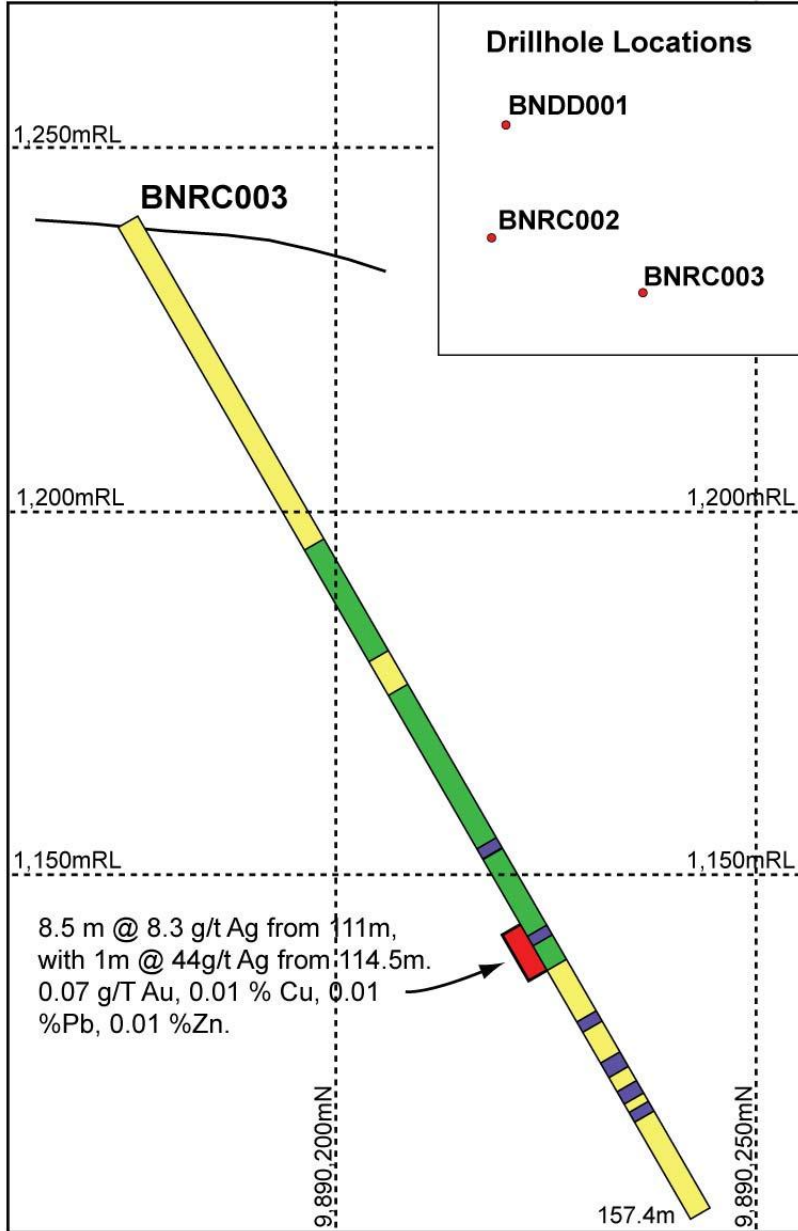 Drillhole Locations
BNDD001
BNRC002
BNRC003
1,250mRL
BNRC003
1,200mRL
1,200mRL
1,150mRL
1,150mRL
8.5 m @ 8.3 g/t Ag from 111m,
with 1m @ 44g/t Ag from 114.5m.
0.07 g/T Au, 0.01 % Cu, 0.01
%Pb, 0.01 %Zn.
9,890,200mN
9,890,250mN
157.4m